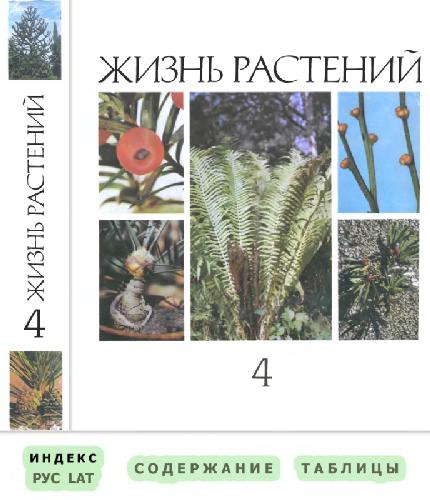 ЖИЗНЬ РАСТЕНИЙ
4
ЖИЗНЬ РАСТЕНИЙ
4
ИНДЕКС
РУС LAT
СОДЕРЖАНИЕ
ТАБЛИЦЫ